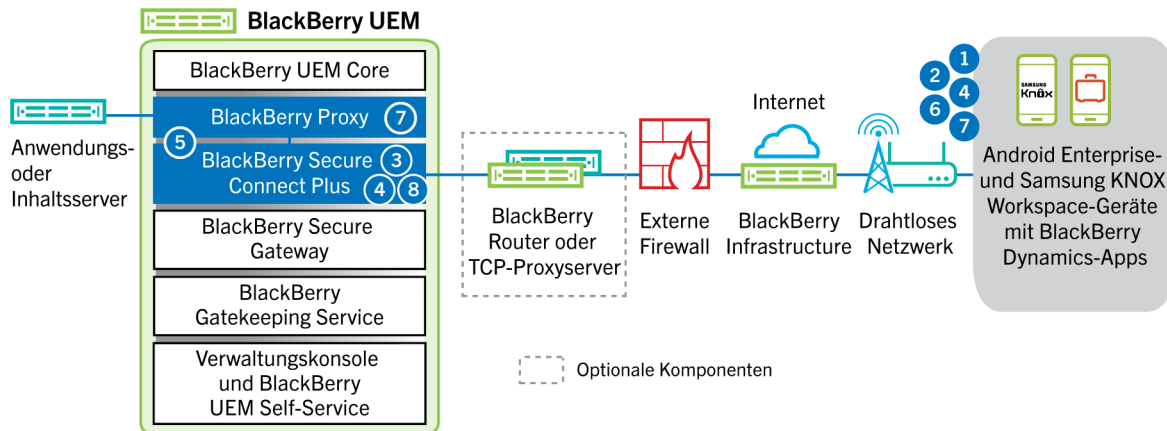 BlackBerry UEM
BlackBerry UEM Core
BlackBerry Proxy 7
5
BlackBerry Secure 3
Connect Plus 4 8
BlackBerry Secure
Gateway
BlackBerry
Gatekeeping Service
Verwaltungskonsole
und BlackBerry
UEM Self-Service
Anwendungs-
oder
Inhaltsserver
BlackBerry
Router oder
TCP-Proxyserver
Externe
Firewall
Internet
BlackBerry
Infrastructure
Drahtloses
Netzwerk
1
2
4
6
7
SAMSUNG
Knox
Android Enterprise-
und Samsung KNOX
Workspace-Geräte
mit BlackBerry
Dynamics-Apps
Optionale Komponenten